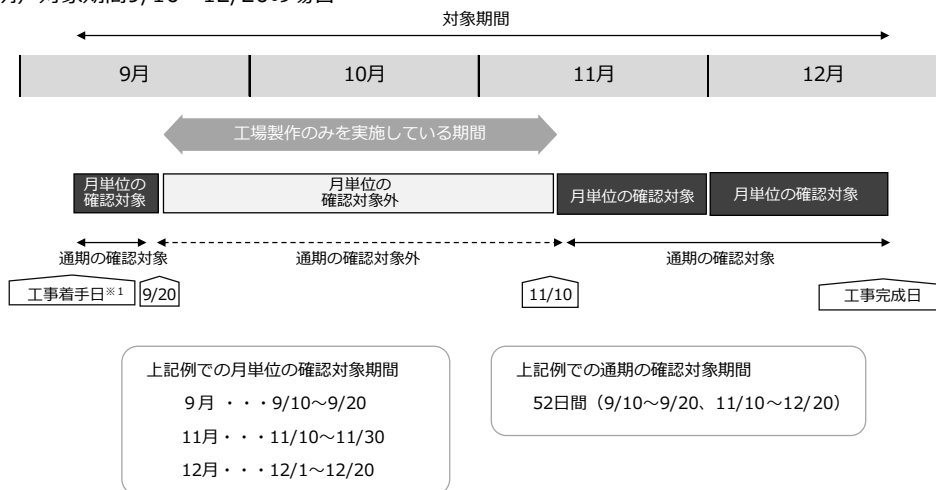 対象期間9/10～12/20の場合
対象期間
9月 10月 11月 12月
工場製作のみを実施している期間
月単位の
確認対象
月単位の
確認対象外
月単位の確認対象
月単位の確認対象
通期の確認対象
通期の確認対象外
通期の確認対象
工事着手日※1
9/20
11/10
工事完成日
上記例での月単位の確認対象期間
９月 ・・・9/10～9/20
11月・・・11/10～11/30
12月・・・12/1～12/20
上記例での通期の確認対象期間
52日間（9/10～9/20、11/10～12/20）